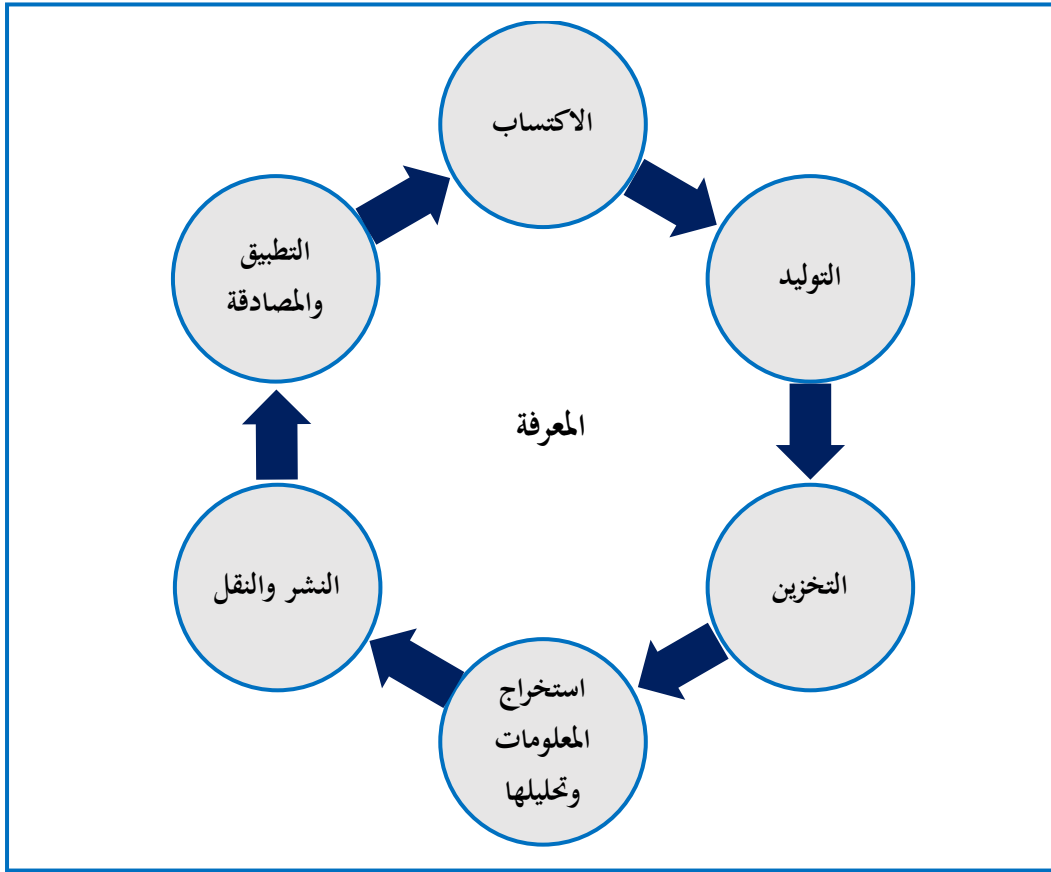 الاكتساب
التوليد
التخزين
استخراج
المعلومات
وتحليلها
النشر والنقل
التطبيق
والمصادقة
المعرفة